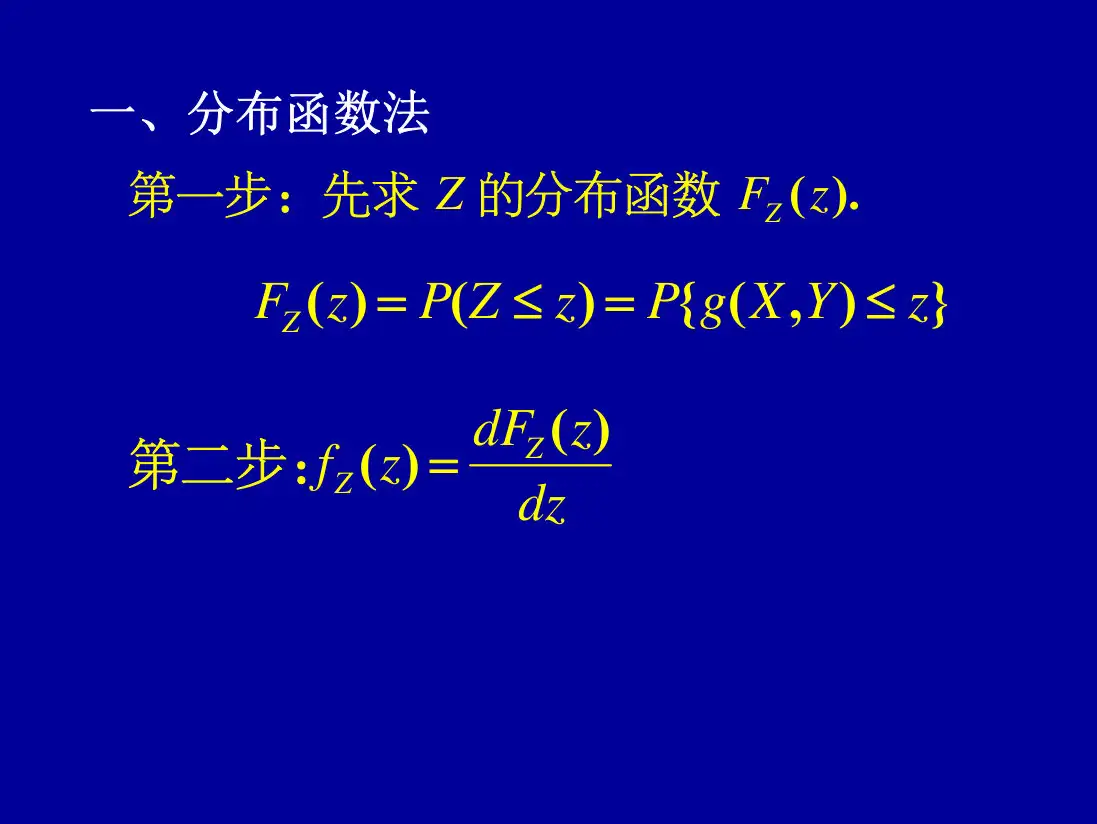 一、分布函数法
第一步：先求 Z 的分布函数 F_Z(z).
F_Z(z) = P(Z ≤ z) = P{g(X,Y) ≤ z}
第二步: f_Z(z) = dF_Z(z) / dz